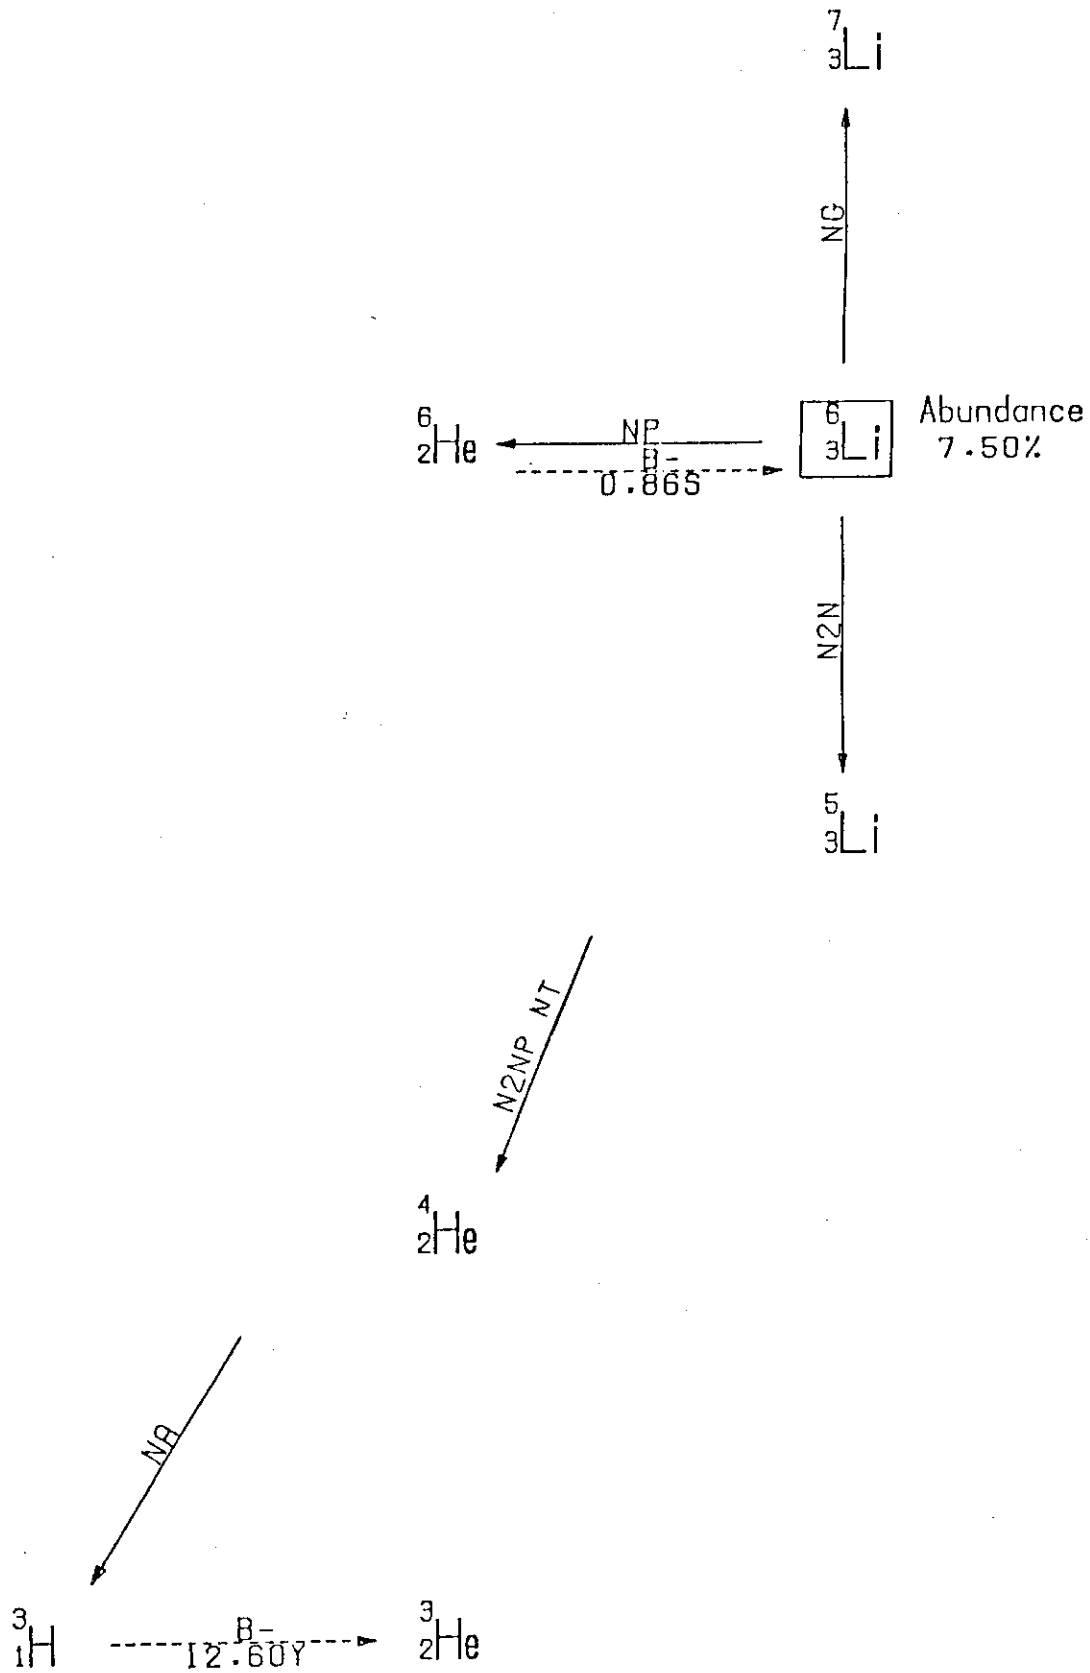 7
3Li
NG
6
2He
NP
B-
0.86S
6
3Li
Abundance
7.50%
N2N
5
3Li
N2NP NT
4
2He
NA
3
1H
B-
12.60Y
3
2He